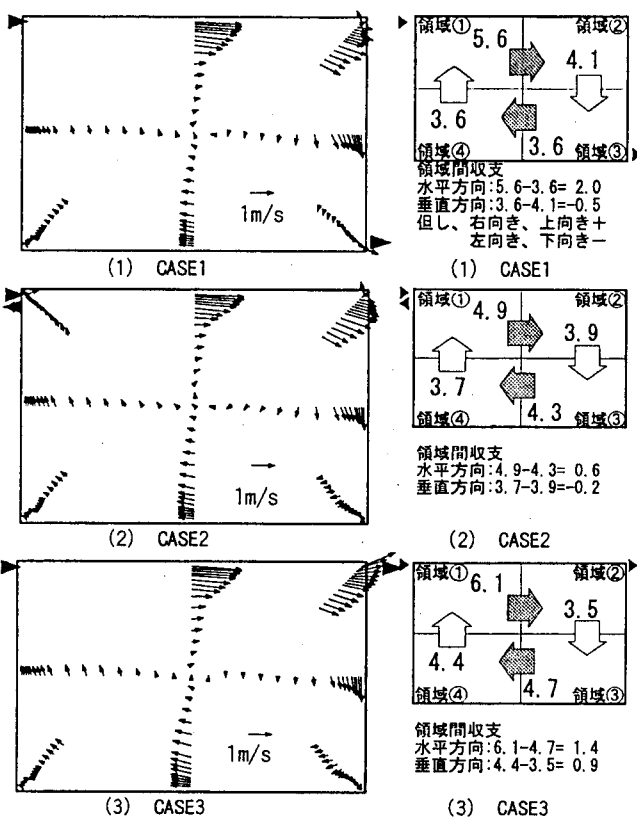 1m/s
(1) CASE1
領域① 5.6 領域②
4.1
3.6
領域④ 3.6 領域③
領域間収支
水平方向:5.6-3.6= 2.0
垂直方向:3.6-4.1=-0.5
但し、右向き、上向き+
左向き、下向き-
(1) CASE1
1m/s
(2) CASE2
領域① 4.9 領域②
3.9
3.7
領域④ 4.3 領域③
領域間収支
水平方向:4.9-4.3= 0.6
垂直方向:3.7-3.9=-0.2
(2) CASE2
1m/s
(3) CASE3
領域① 6.1 領域②
3.5
4.4
領域④ 4.7 領域③
領域間収支
水平方向:6.1-4.7= 1.4
垂直方向:4.4-3.5= 0.9
(3) CASE3